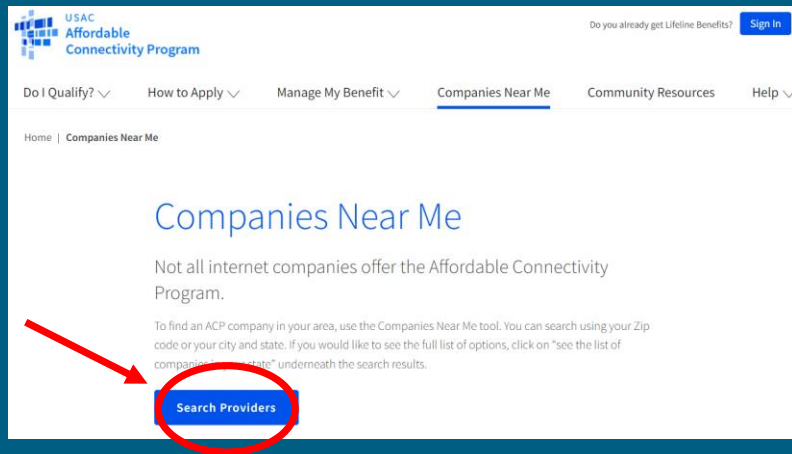 USAC
Affordable
Connectivity Program
Do you already get Lifeline Benefits?
Sign In
Do I Qualify?
How to Apply
Manage My Benefit
Companies Near Me
Community Resources
Help
Home | Companies Near Me
Companies Near Me
Not all internet companies offer the Affordable Connectivity
Program.
To find an ACP company in your area, use the Companies Near Me tool. You can search using your Zip
code or your city and state. If you would like to see the full list of options, click on "see the list of
companies state" underneath the search results.
Search Providers